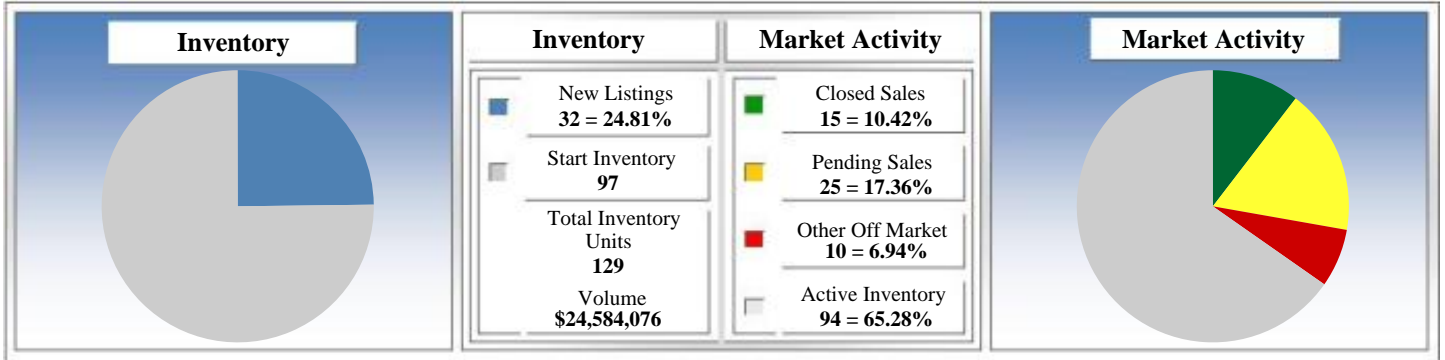 Inventory
Inventory
New Listings
32 = 24.81%
Start Inventory
97
Total Inventory
Units
129
Volume
$24,584,076
Market Activity
Closed Sales
15 = 10.42%
Pending Sales
25 = 17.36%
Other Off Market
10 = 6.94%
Active Inventory
94 = 65.28%
Market Activity